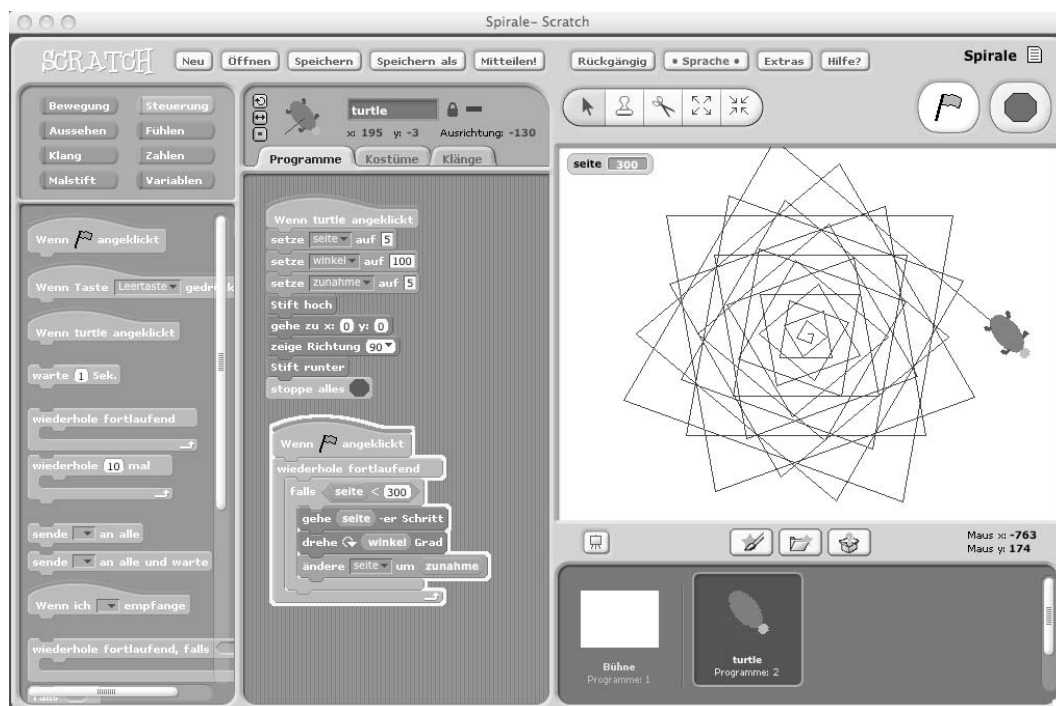 Spirale- Scratch
SCRATCH
Neu
Öffnen
Speichern
Speichern als
Mitteilen!
Rückgängig
• Sprache •
Extras
Hilfe?
Spirale
Bewegung
Steuerung
Aussehen
Fühlen
Klang
Zahlen
Malstift
Variablen
Wenn angeklickt
Wenn Taste Leertaste
Wenn turtle angeklickt
warte 1 Sek.
wiederhole fortlaufend
wiederhole 10 mal
sende an alle
sende an alle und warte
Wenn ich empfange
wiederhole fortlaufend, falls
turtle
x: 195 y: -3 Ausrichtung: -130
Programme
Kostüme
Klänge
Wenn turtle angeklickt
setze seite auf 5
setze winkel auf 100
setze zunahme auf 5
Stift hoch
gehe zu x: 0 y: 0
zeige Richtung 90
Stift runter
stoppe alles
Wenn angeklickt
wiederhole fortlaufend
falls seite < 300
gehe seite -er Schritt
drehe winkel Grad
ändere seite um zunahme
seite 300
Maus x: -763
Maus y: 174
Bühne
Programme: 1
turtle
Programme: 2